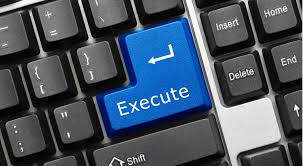 Insert
Home
{
[
}
]
Delete
End
:
;
"
'
Execute
Shift